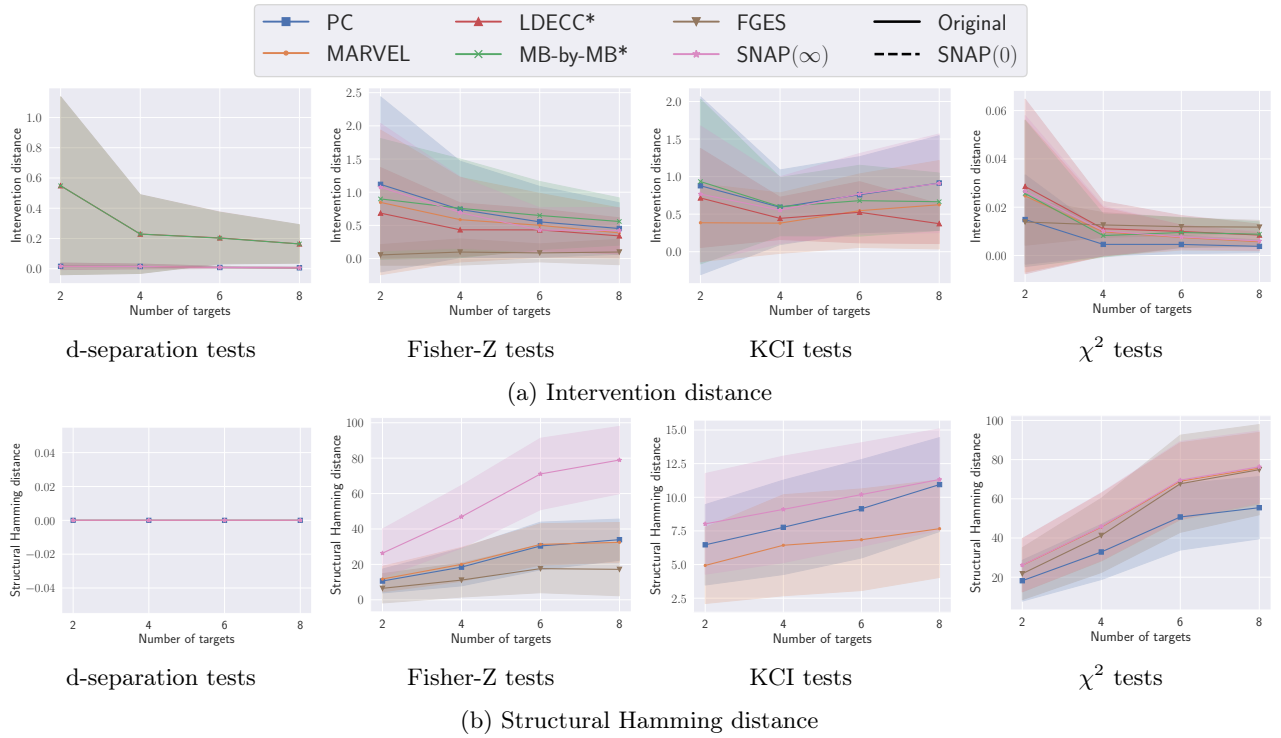 PC LDECC* FGES Original
MARVEL MB-by-MB* SNAP(∞) SNAP(0)
Intervention distance
1.0
0.8
0.6
0.4
0.2
0.0
2 4 6 8
Number of targets
Intervention distance
2.5
2.0
1.5
1.0
0.5
0.0
2 4 6 8
Number of targets
Intervention distance
2.0
1.5
1.0
0.5
0.0
2 4 6 8
Number of targets
Intervention distance
0.06
0.04
0.02
0.00
2 4 6 8
Number of targets
d-separation tests Fisher-Z tests KCI tests χ² tests
(a) Intervention distance
Structural Hamming distance
0.04
0.02
0.00
−0.02
−0.04
2 4 6 8
Number of targets
Structural Hamming distance
100
80
60
40
20
0
2 4 6 8
Number of targets
Structural Hamming distance
15.0
12.5
10.0
7.5
5.0
2.5
2 4 6 8
Number of targets
Structural Hamming distance
100
80
60
40
20
2 4 6 8
Number of targets
d-separation tests Fisher-Z tests KCI tests χ² tests
(b) Structural Hamming distance